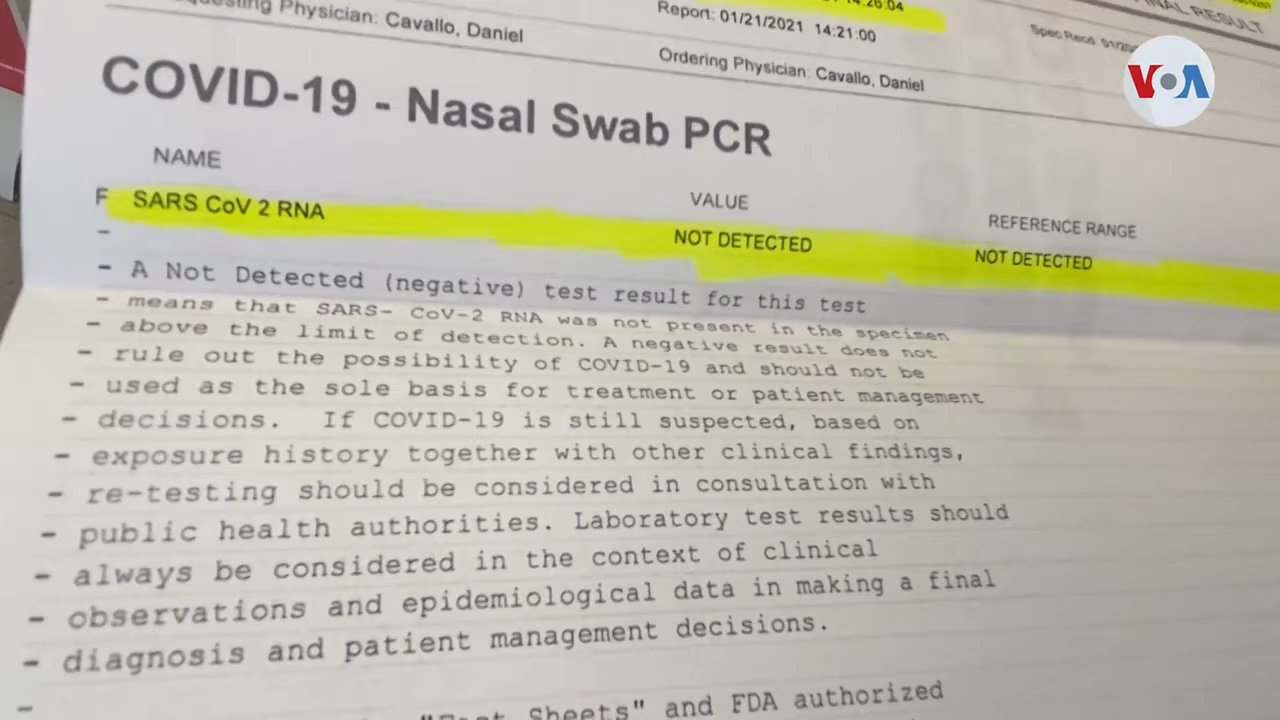 14:26:04
Physician: Cavallo, Daniel
Report: 01/21/2021 14:21:00
FINAL RESULT
Ordering Physician: Cavallo, Daniel
VOA
COVID-19 - Nasal Swab PCR
NAME
VALUE
REFERENCE RANGE
F SARS CoV 2 RNA
NOT DETECTED
NOT DETECTED
-
- A Not Detected (negative) test result for this test
- means that SARS- CoV-2 RNA was not present in the specimen
- above the limit of detection. A negative result does not
- rule out the possibility of COVID-19 and should not be
- used as the sole basis for treatment or patient management
- decisions. If COVID-19 is still suspected, based on
- exposure history together with other clinical findings,
- re-testing should be considered in consultation with
- public health authorities. Laboratory test results should
- always be considered in the context of clinical
- observations and epidemiological data in making a final
- diagnosis and patient management decisions.
-
Sheets" and FDA authorized